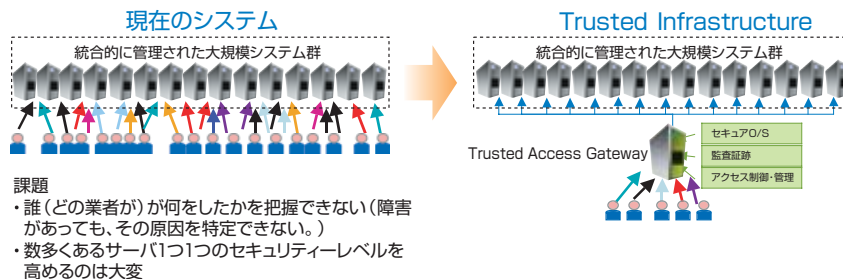 現在のシステム
統合的に管理された大規模システム群
課題
・誰（どの業者が）が何をしたかを把握できない（障害
があっても、その原因を特定できない。）
・数多くあるサーバ1つ1つのセキュリティーレベルを
高めるのは大変
Trusted Infrastructure
統合的に管理された大規模システム群
Trusted Access Gateway
セキュアO/S
監査証跡
アクセス制御・管理